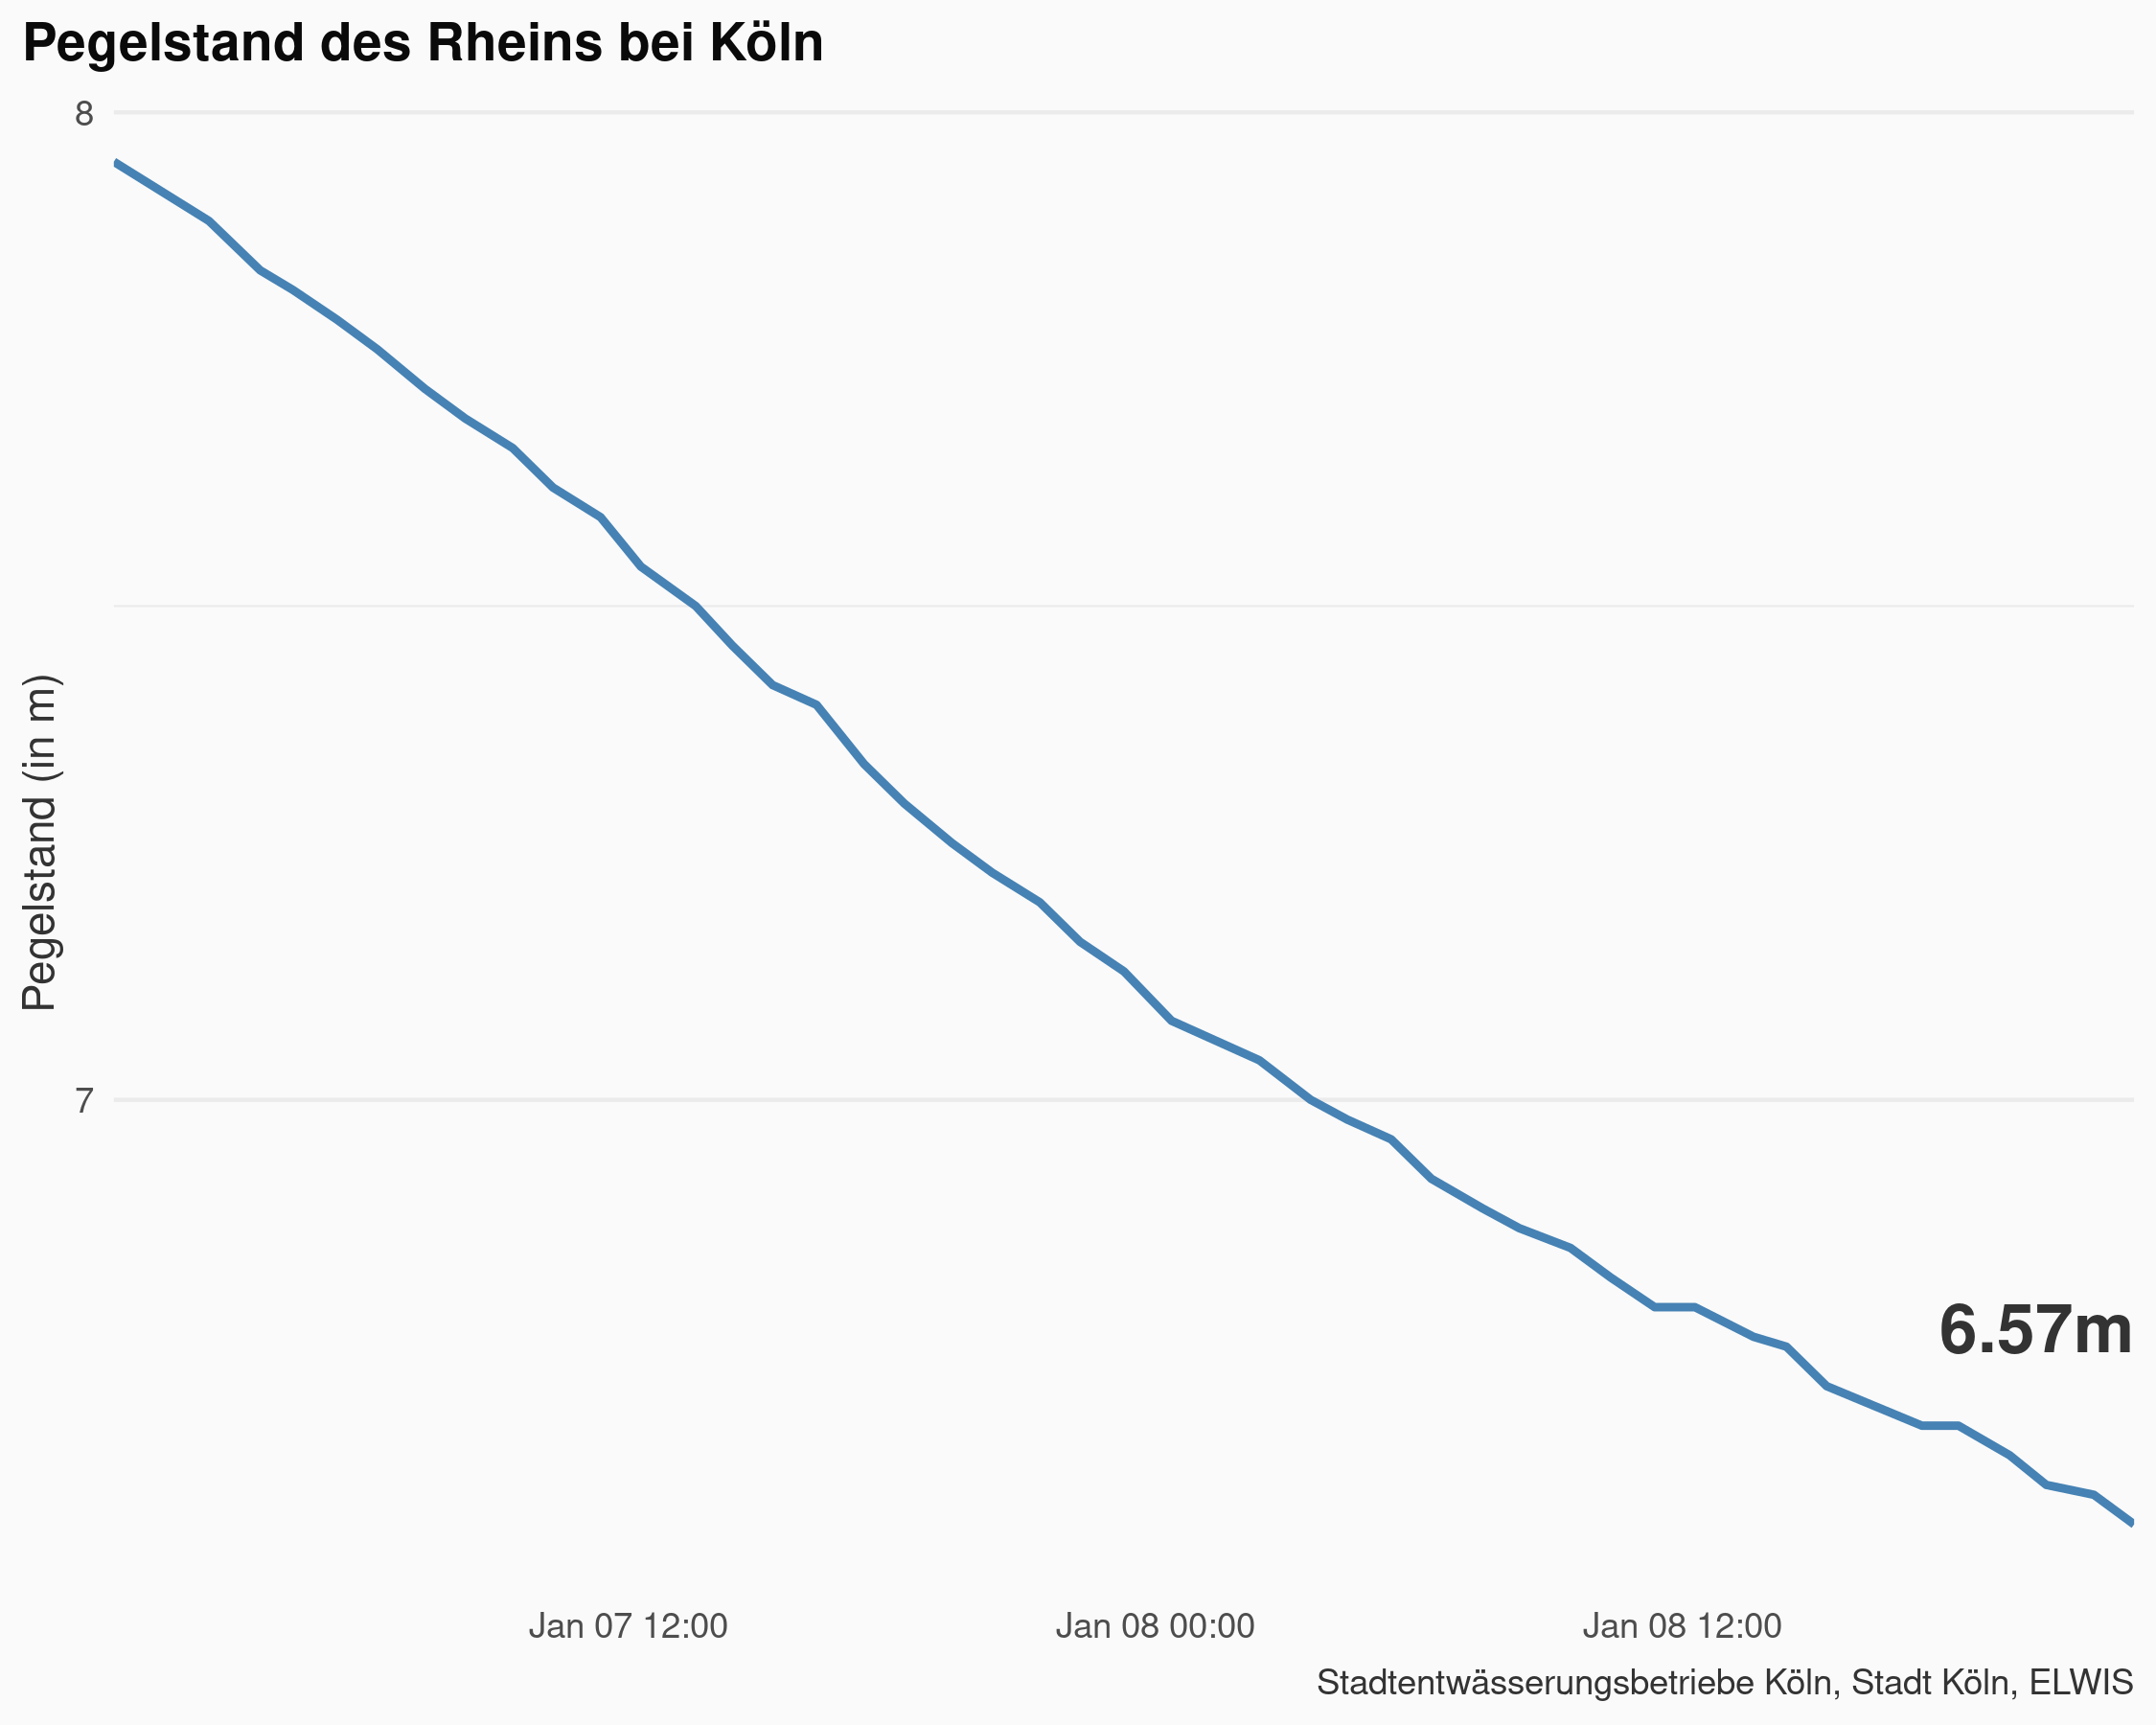 Pegelstand des Rheins bei Köln
8
Pegelstand (in m)
7
6.57m
Jan 07 12:00
Jan 08 00:00
Jan 08 12:00
Stadtentwässerungsbetriebe Köln, Stadt Köln, ELWIS